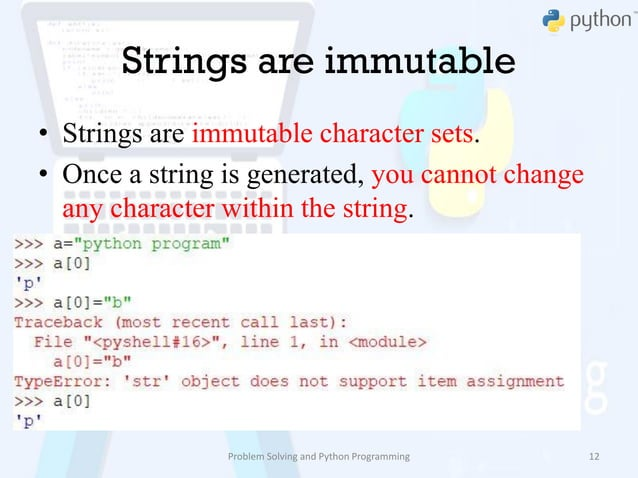 python™
Strings are immutable
• Strings are immutable character sets.
• Once a string is generated, you cannot change
any character within the string.
>>> a="python program"
>>> a[0]
'p'
>>> a[0]="b"
Traceback (most recent call last):
  File "<pyshell#16>", line 1, in <module>
    a[0]="b"
TypeError: 'str' object does not support item assignment
>>> a[0]
'p'
Problem Solving and Python Programming 12